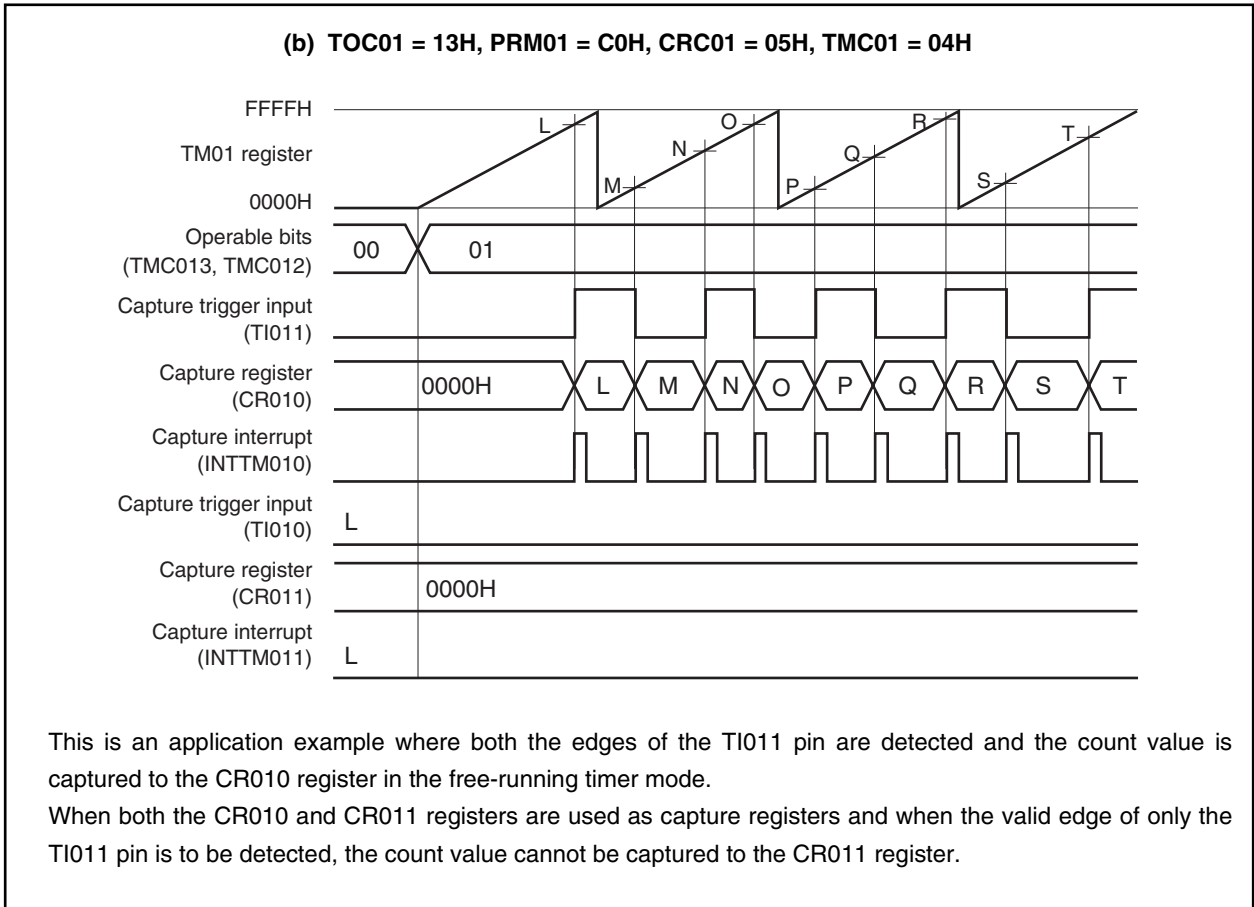 (b) TOC01 = 13H, PRM01 = C0H, CRC01 = 05H, TMC01 = 04H
FFFFH
TM01 register
0000H
L
M
N
O
P
Q
R
S
T
Operable bits
(TMC013, TMC012)
00
01
Capture trigger input
(TI011)
Capture register
(CR010)
0000H
L
M
N
O
P
Q
R
S
T
Capture interrupt
(INTTM010)
Capture trigger input
(TI010)
L
Capture register
(CR011)
0000H
Capture interrupt
(INTTM011)
L
This is an application example where both the edges of the TI011 pin are detected and the count value is
captured to the CR010 register in the free-running timer mode.
When both the CR010 and CR011 registers are used as capture registers and when the valid edge of only the
TI011 pin is to be detected, the count value cannot be captured to the CR011 register.